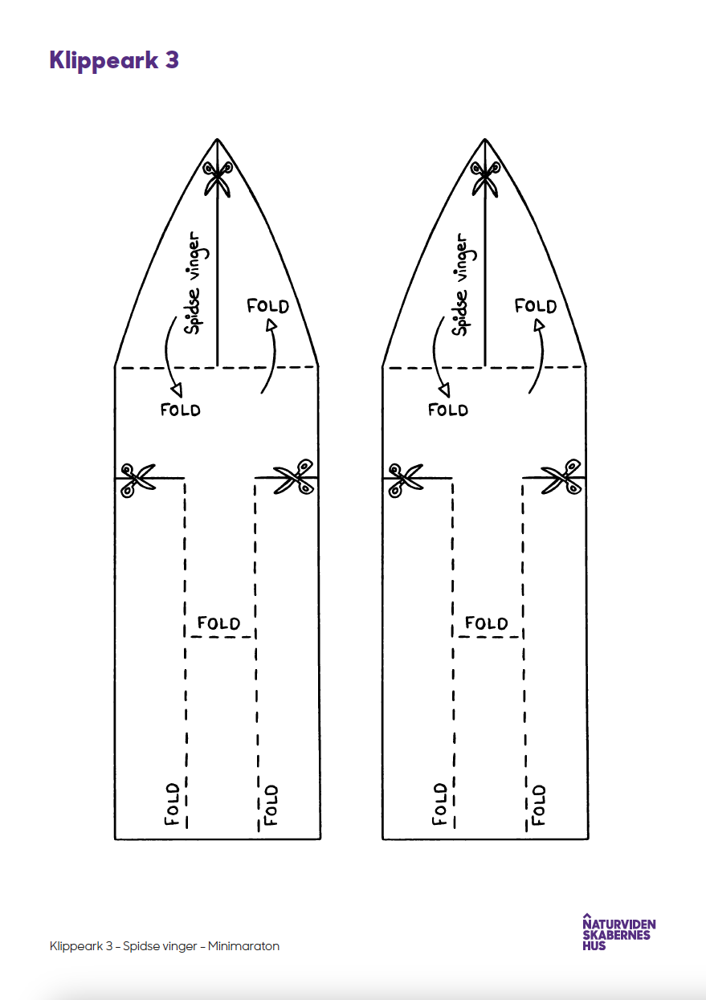 Klippeark 3
Spidse vinger
FOLD
FOLD
FOLD
FOLD
FOLD
Spidse vinger
FOLD
FOLD
FOLD
FOLD
FOLD
Klippeark 3 – Spidse vinger – Minimaraton
NATURVIDEN
SKABERNES
HUS